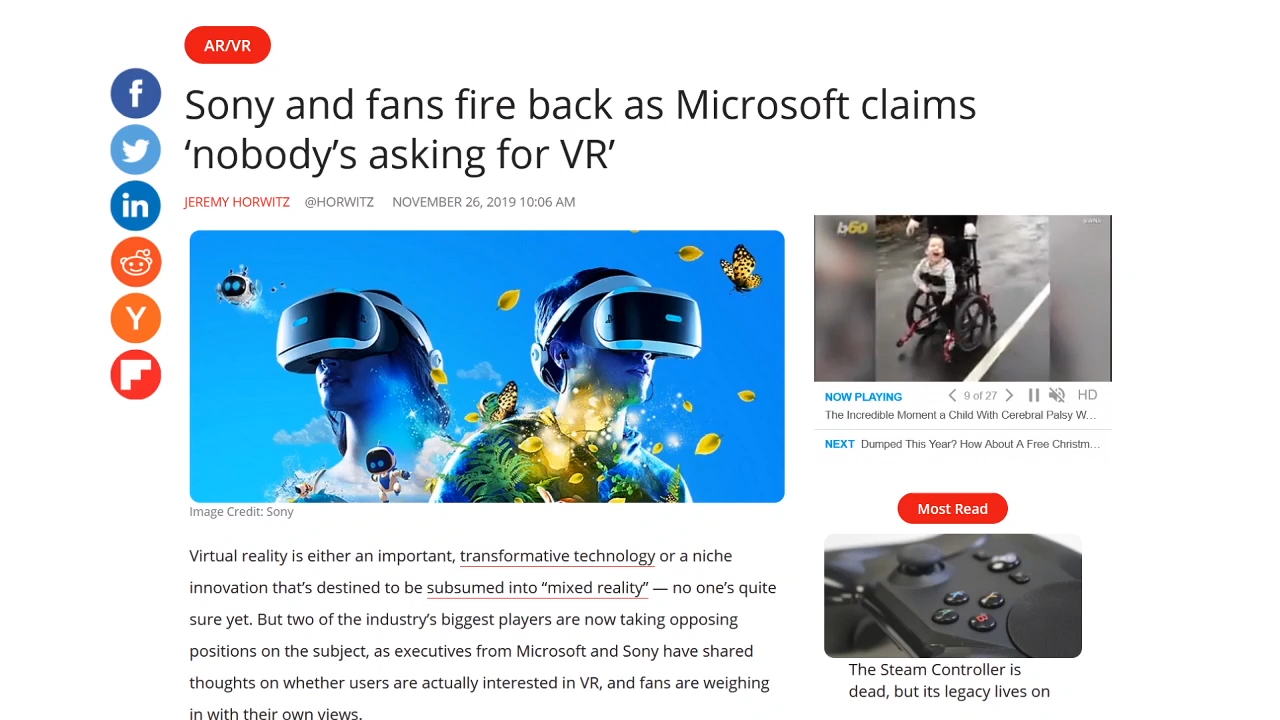 AR/VR
Sony and fans fire back as Microsoft claims
‘nobody’s asking for VR’
JEREMY HORWITZ @HORWITZ NOVEMBER 26, 2019 10:06 AM
Image Credit: Sony
Virtual reality is either an important, transformative technology or a niche
innovation that’s destined to be subsumed into “mixed reality” — no one’s quite
sure yet. But two of the industry’s biggest players are now taking opposing
positions on the subject, as executives from Microsoft and Sony have shared
thoughts on whether users are actually interested in VR, and fans are weighing
in with their own views.
b60
NOW PLAYING 9 of 27 HD
The Incredible Moment a Child With Cerebral Palsy W...
NEXT Dumped This Year? How About A Free Christm...
Most Read
X
Y
B
The Steam Controller is
dead, but its legacy lives on